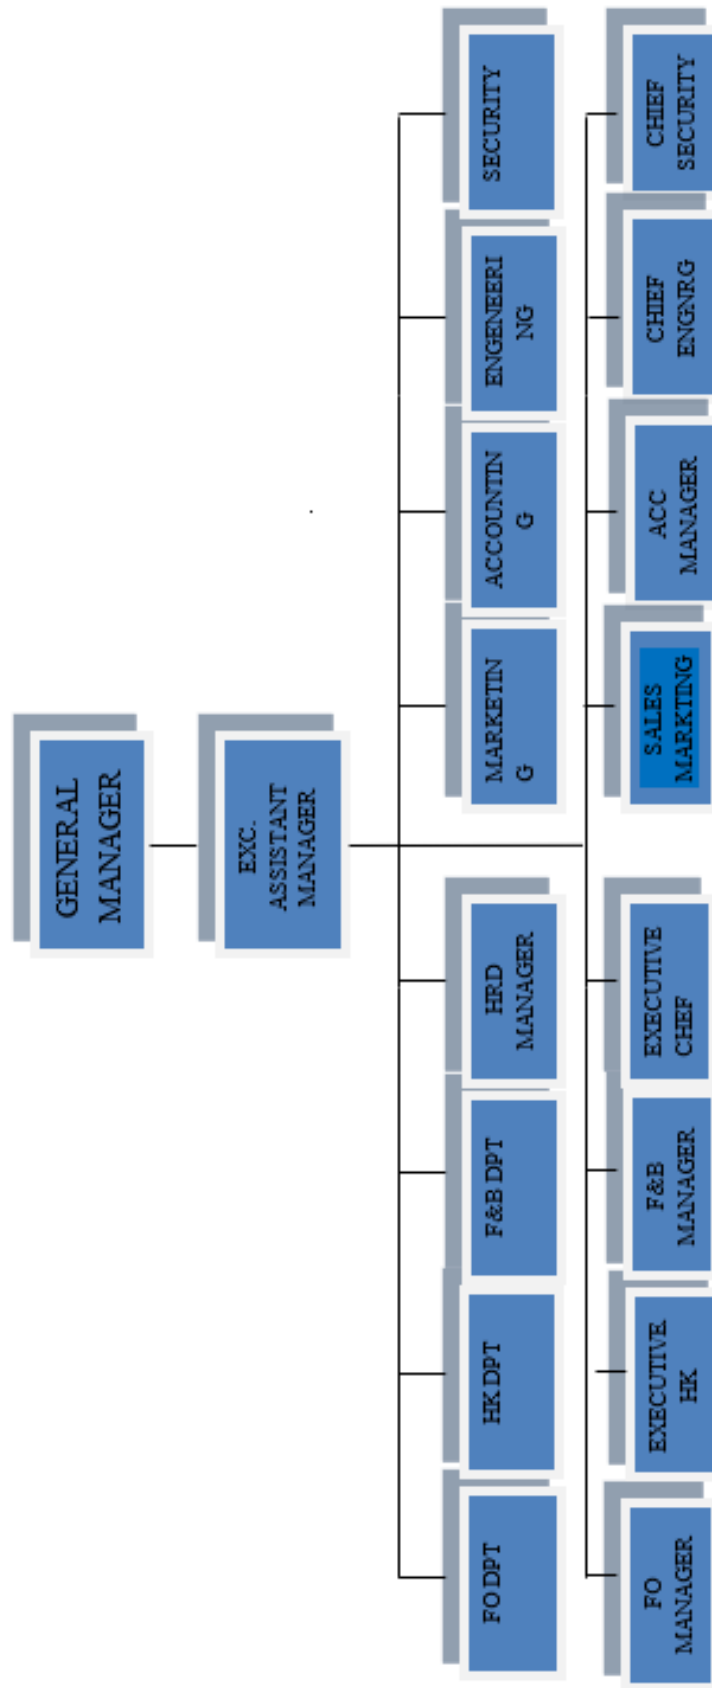 GENERAL
MANAGER
EXC.
ASSISTANT
MANAGER
FO DPT
HK DPT
F&B DPT
HRD
MANAGER
MARKETIN
G
ACCOUNTIN
G
ENGENEERI
NG
SECURITY
FO
MANAGER
EXECUTIVE
HK
F&B
MANAGER
EXECUTIVE
CHEF
SALES
MARKTING
ACC
MANAGER
CHIEF
ENGNRG
CHIEF
SECURITY